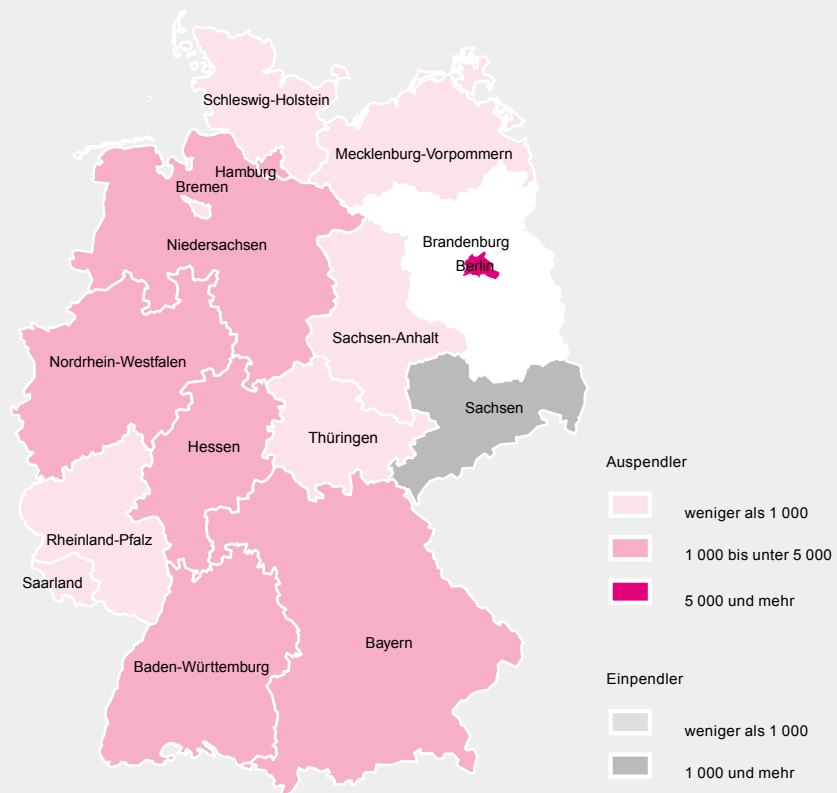 Schleswig-Holstein
Mecklenburg-Vorpommern
Hamburg
Bremen
Niedersachsen
Brandenburg
Berlin
Sachsen-Anhalt
Nordrhein-Westfalen
Sachsen
Thüringen
Hessen
Rheinland-Pfalz
Saarland
Bayern
Baden-Württemberg
Auspendler
weniger als 1 000
1 000 bis unter 5 000
5 000 und mehr
Einpendler
weniger als 1 000
1 000 und mehr